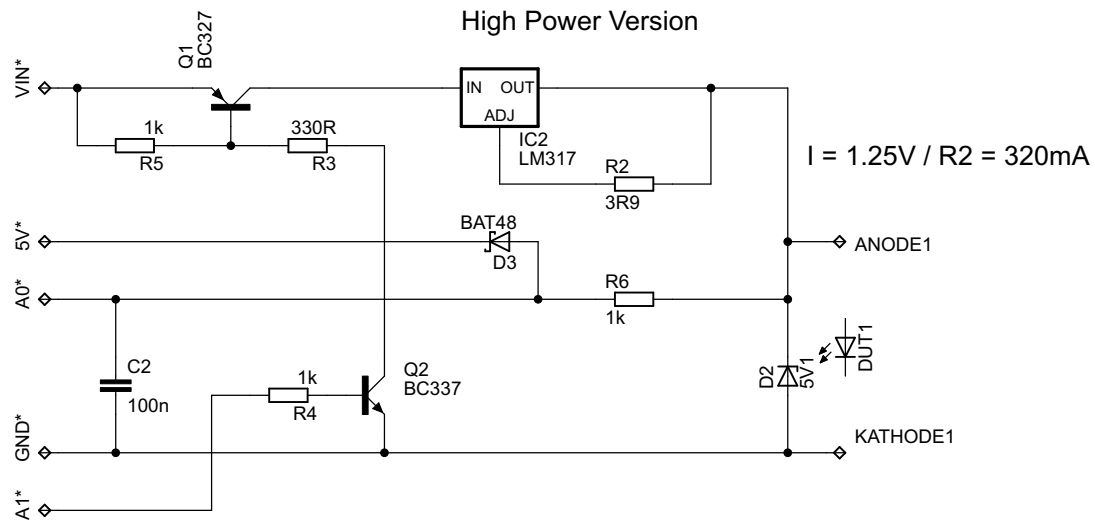 High Power Version
Q1
BC327
VIN*
IN OUT
ADJ
IC2
LM317
1k
R5
330R
R3
R2
3R9
I = 1.25V / R2 = 320mA
5V*
BAT48
D3
ANODE1
A0*
R6
1k
C2
100n
1k
R4
Q2
BC337
D2
5V1
DUT1
GND*
KATHODE1
A1*